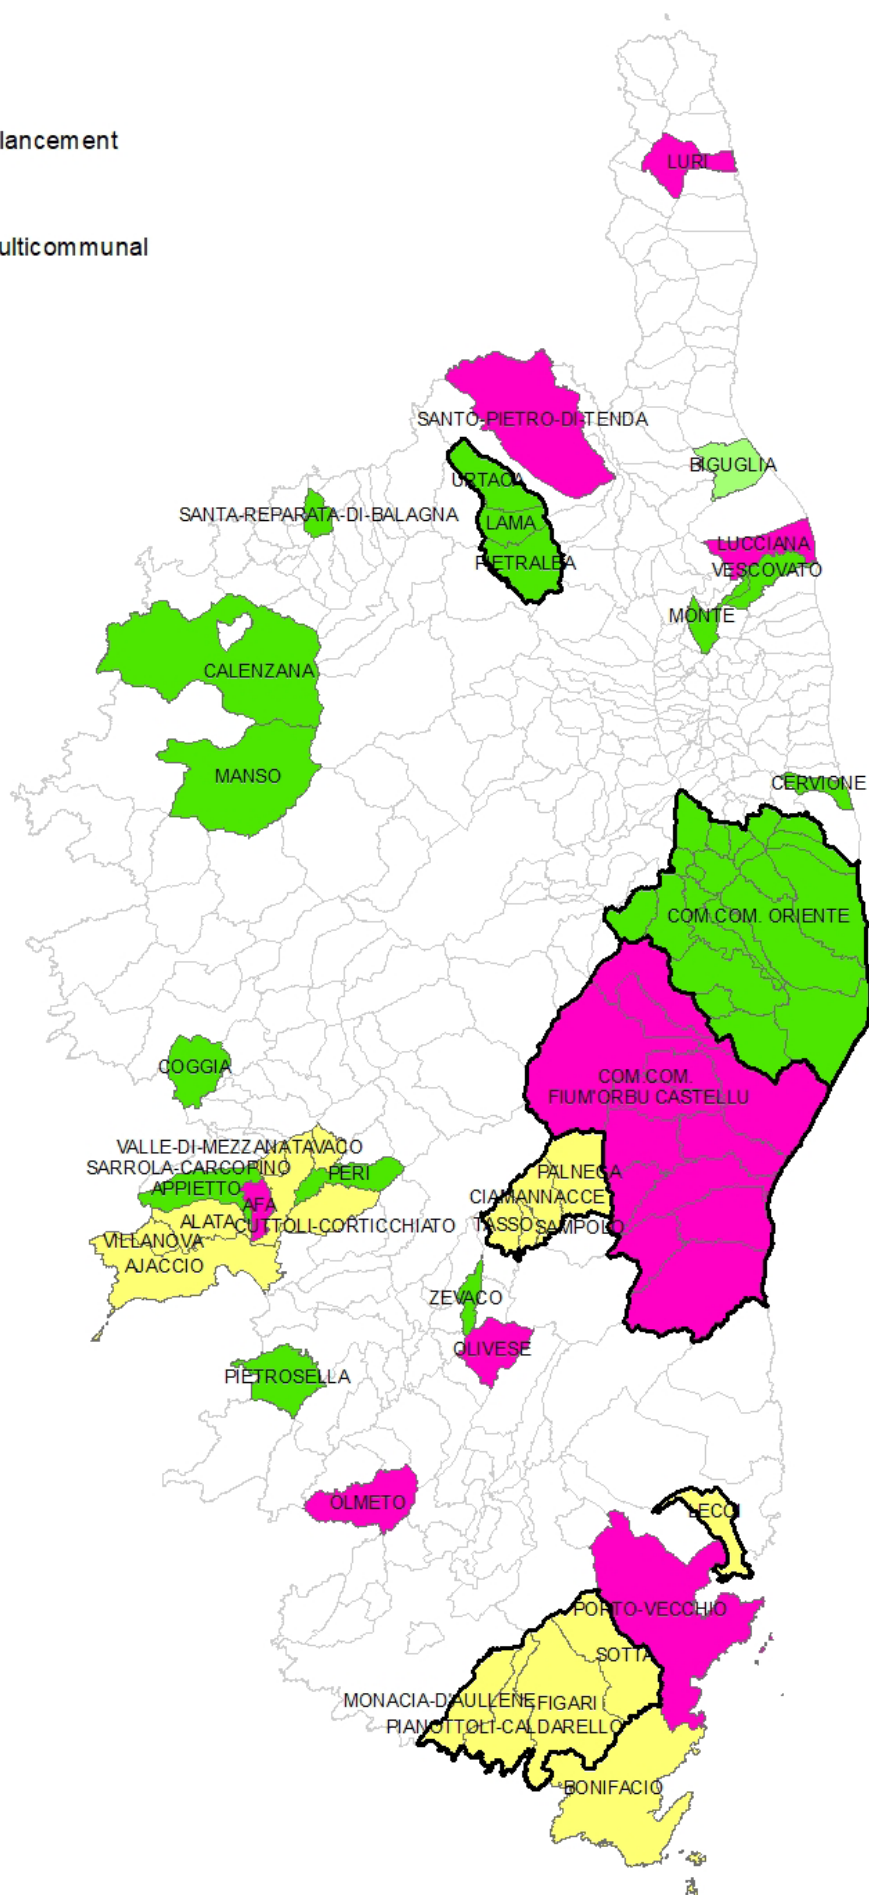 lancement
LURI
ulticommunal
SANTO-PIETRO-DI-TENDA
BIGUGLIA
URTACA
SANTA-REPARATA-DI-BALAGNA
LAMA
LUCCIANA
PIETRALBA
VESCOVATO
MONTE
CALENZANA
MANSO
CERVIONE
COM.COM. ORIENTE
COGGIA
COM.COM.
FIUM'ORBU CASTELLU
VALLE-DI-MEZZANA TAVACO
SARROLA-CARCOPINO
PERI
PALNECA
APPIETTO
CIAMANNACCE
AFA
ALATA CUTTOLI-CORTICCHIATO
TASSO SAMPOLO
VILLANOVA
AJACCIO
ZEVACO
OLIVESE
PIETROSELLA
OLMETO
LECCI
PORTO-VECCHIO
SOTTA
MONACIA-D'AULLENE FIGARI
PIANOTTOLI-CALDARELLO
BONIFACIO